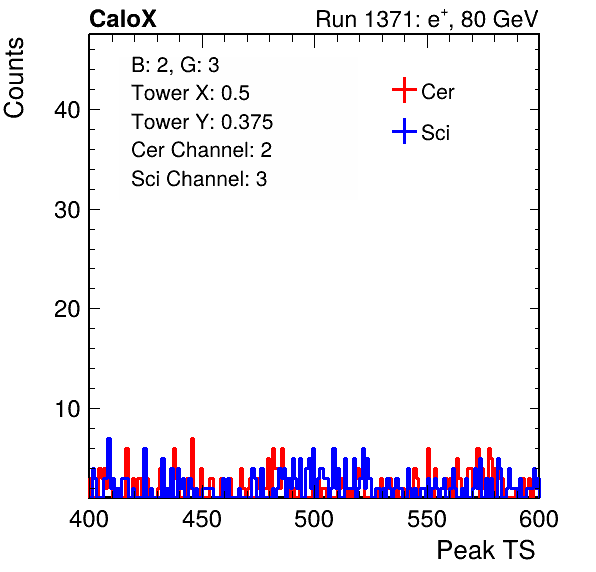 CaloX Run 1371: e⁺, 80 GeV
Counts
B: 2, G: 3
Tower X: 0.5
Tower Y: 0.375
Cer Channel: 2
Sci Channel: 3
Cer
Sci
40
30
20
10
400 450 500 550 600
Peak TS